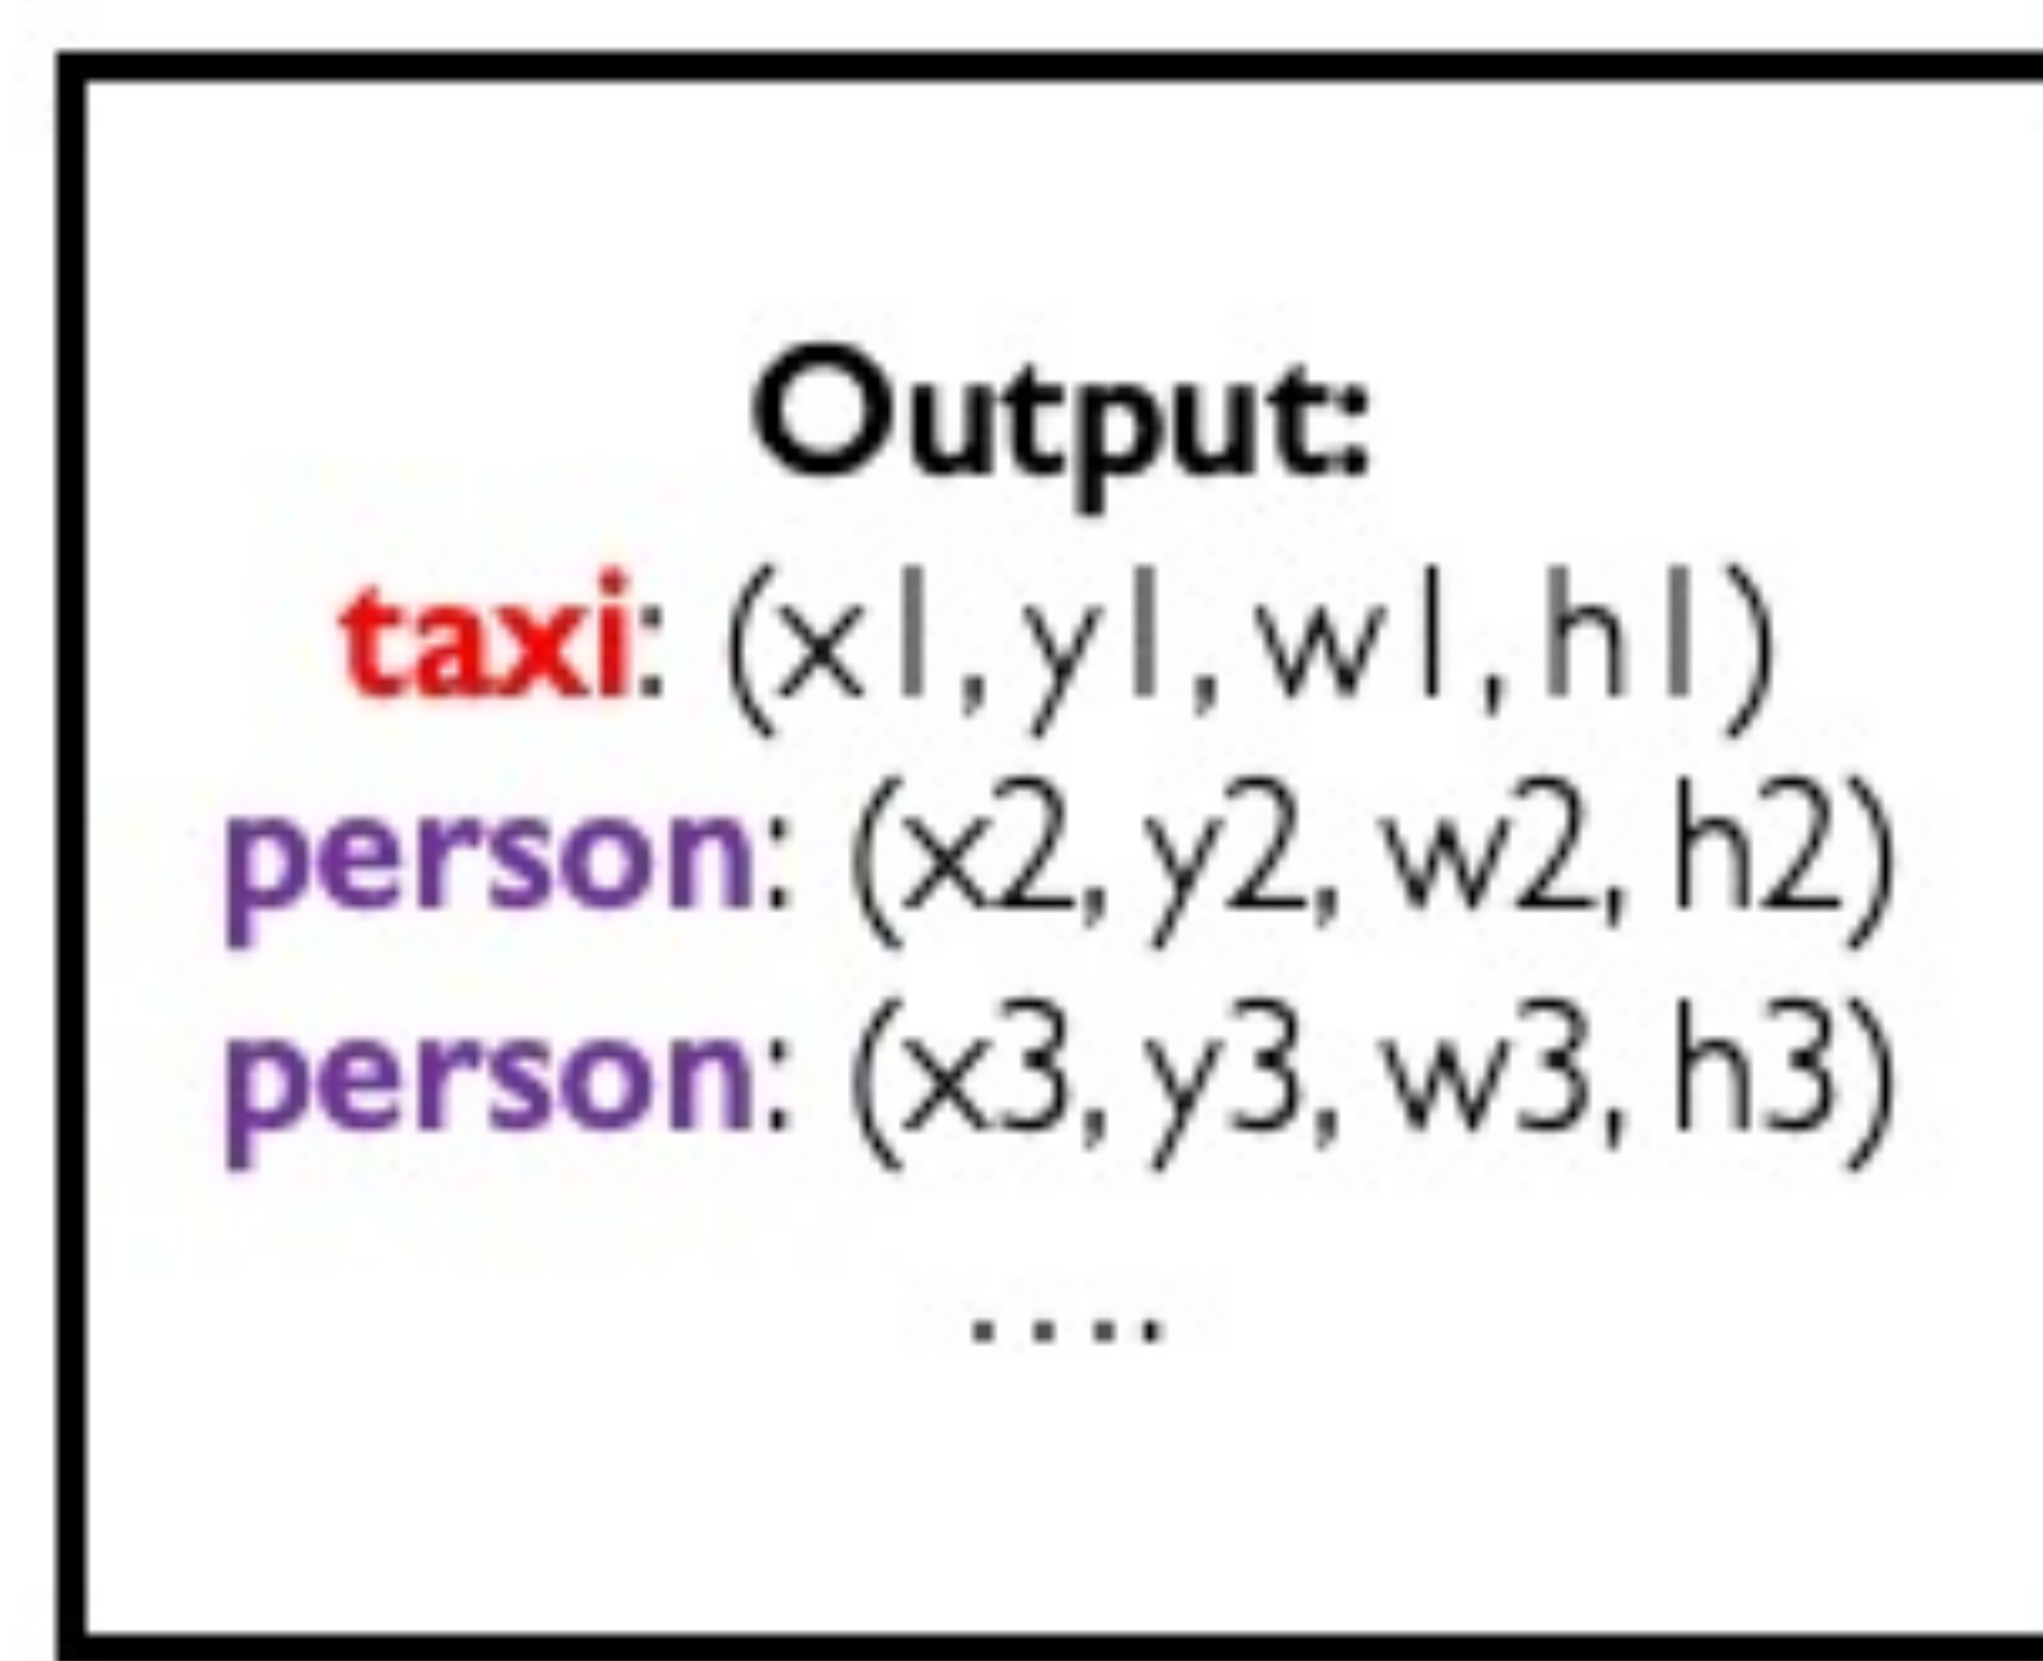 Output:
taxi: (x1, y1, w1, h1)
person: (x2, y2, w2, h2)
person: (x3, y3, w3, h3)
....